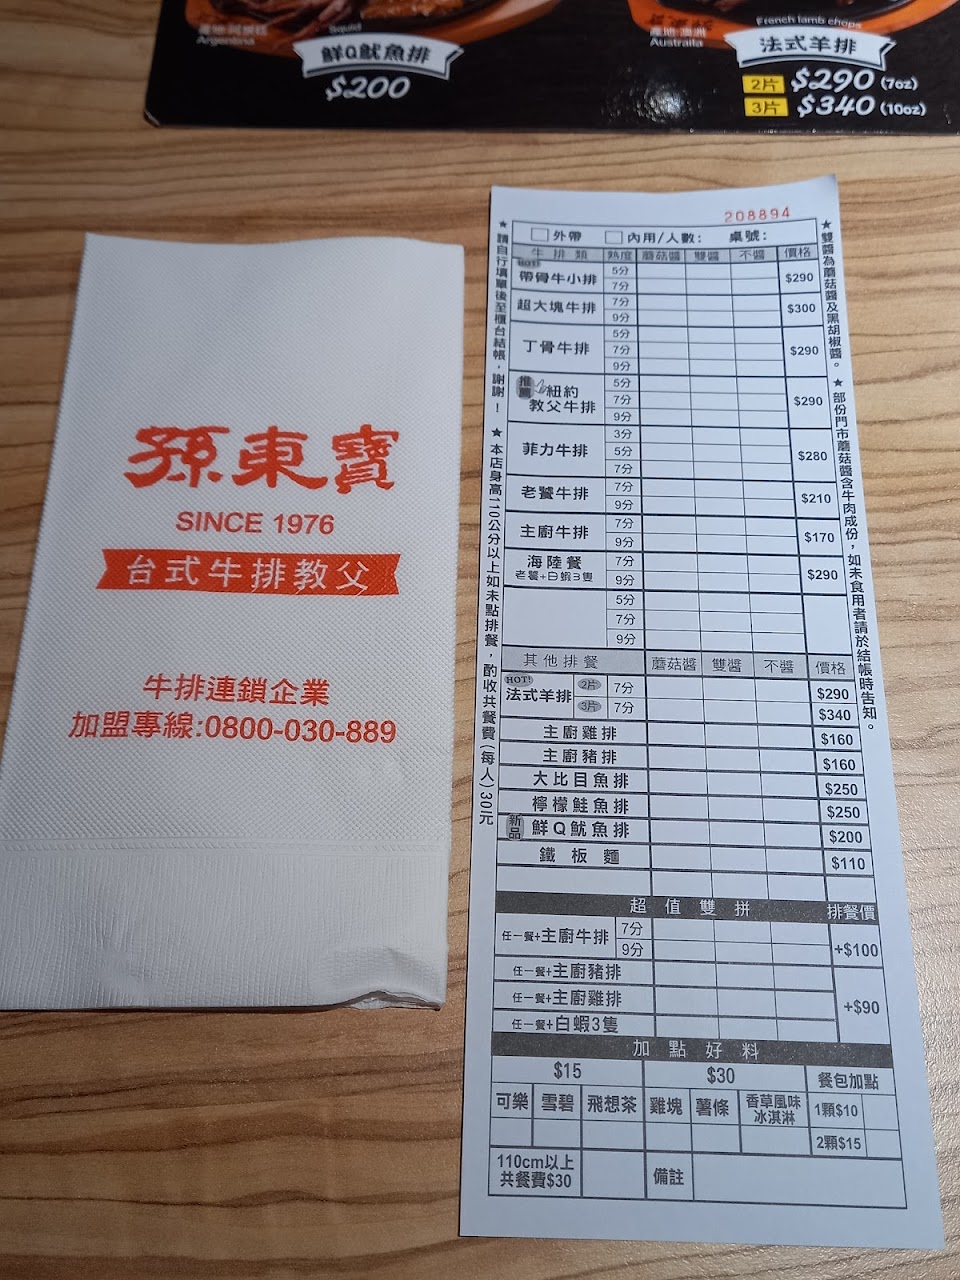 產地:阿根廷
Argentina
Squid
鮮Q魷魚排
$200
產地:澳洲
Australia
French lamb chops
法式羊排
2片 $290 (7oz)
3片 $340 (10oz)
孫東寶
SINCE 1976
台式牛排教父
牛排連鎖企業
加盟專線:0800-030-889
208894
★請自行填單後至櫃台結帳，謝謝！ ★本店身高110公分以上如未點排餐，酌收共餐費(每人)30元
★雙醬為蘑菇醬及黑胡椒醬。 ★部份門市蘑菇醬含牛肉成份，如未食用者請於結帳時告知。
外帶 內用/人數: 桌號:
牛排類 熟度 蘑菇醬 雙醬 不醬 價格
HOT!
帶骨牛小排 5分 7分 $290
超大塊牛排 7分 9分 $300
丁骨牛排 5分 7分 9分 $290
推薦 紐約教父牛排 5分 7分 9分 $290
菲力牛排 3分 5分 7分 $280
老饕牛排 7分 9分 $210
主廚牛排 7分 9分 $170
海陸餐 老饕+白蝦3隻 7分 9分 $290
5分 7分 9分
其他排餐 蘑菇醬 雙醬 不醬 價格
HOT!
法式羊排 2片 7分 $290
3片 7分 $340
主廚雞排 $160
主廚豬排 $160
大比目魚排 $250
檸檬鮭魚排 $250
新品 鮮Q魷魚排 $200
鐵板麵 $110
超值雙拼 排餐價
任一餐+主廚牛排 7分 9分 +$100
任一餐+主廚豬排
任一餐+主廚雞排 +$90
任一餐+白蝦3隻
加點好料
$15 $30 餐包加點
可樂 雪碧 飛想茶 雞塊 薯條 香草風味冰淇淋 1顆$10
2顆$15
110cm以上
共餐費$30 備註